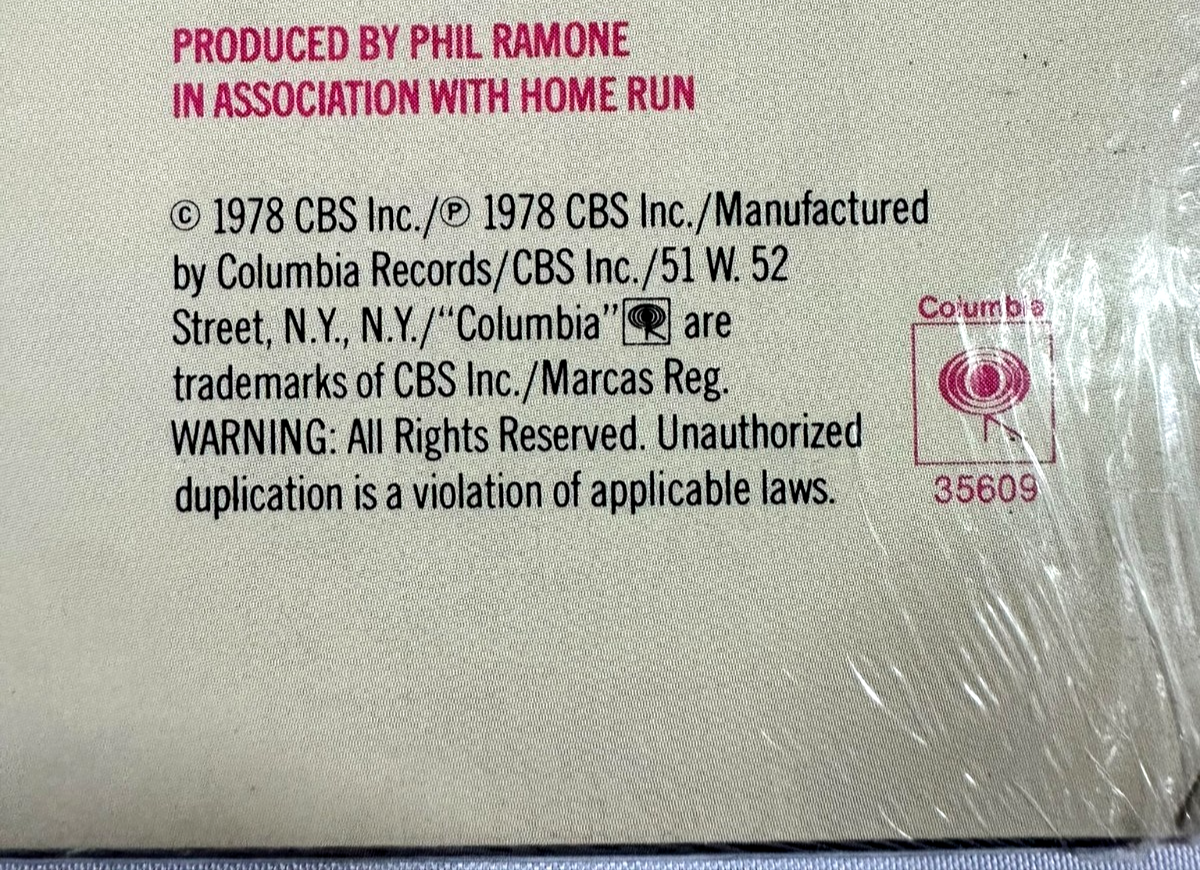 PRODUCED BY PHIL RAMONE
IN ASSOCIATION WITH HOME RUN
© 1978 CBS Inc./℗ 1978 CBS Inc./Manufactured
by Columbia Records/CBS Inc./51 W. 52
Street, N.Y., N.Y./“Columbia” are
trademarks of CBS Inc./Marcas Reg.
WARNING: All Rights Reserved. Unauthorized
duplication is a violation of applicable laws.
Columbia
35609